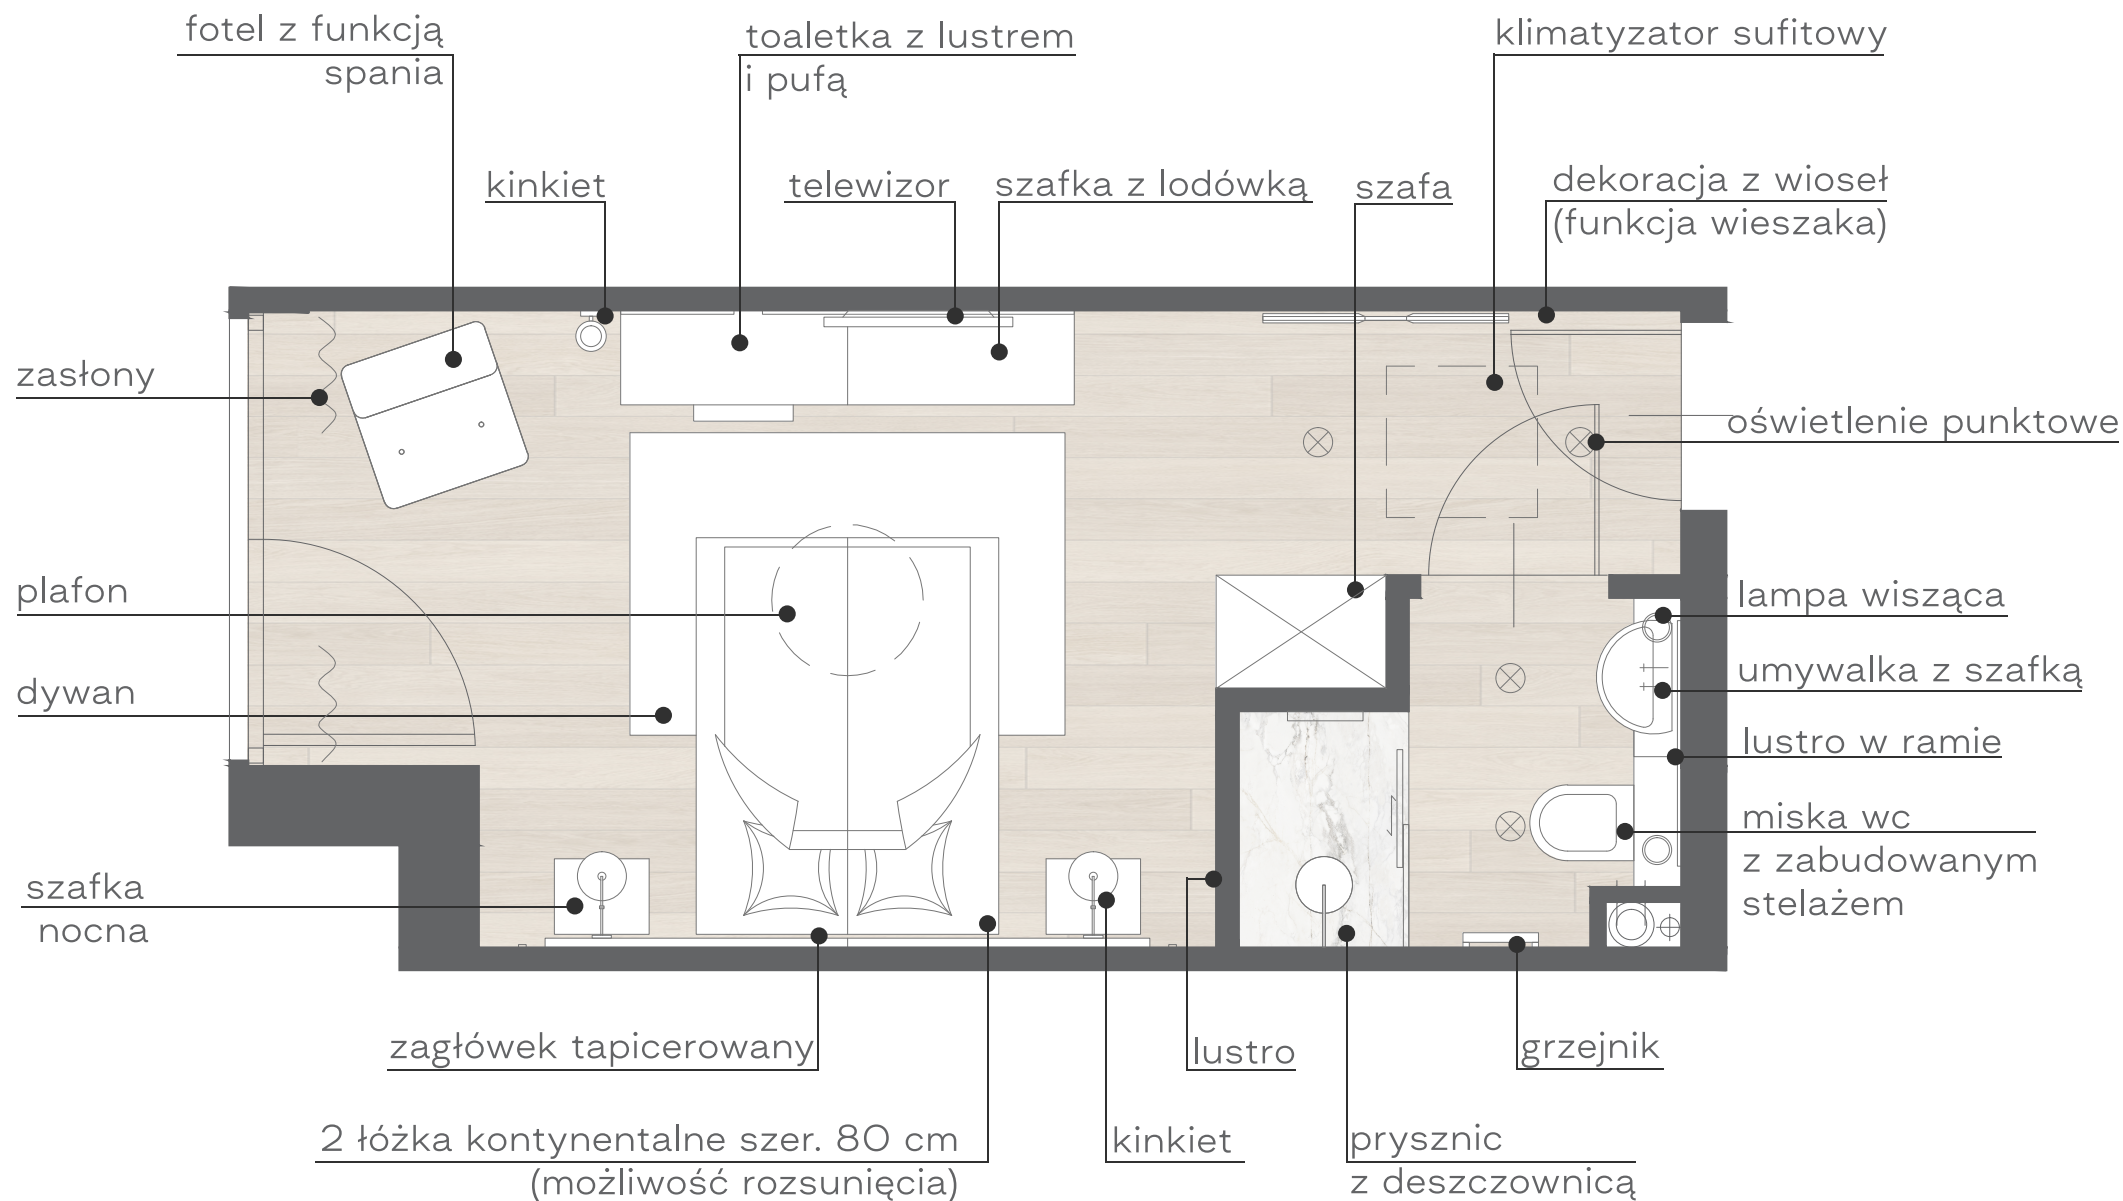 fotel z funkcją
spania
toaletka z lustrem
i pufą
klimatyzator sufitowy
kinkiet
telewizor
szafka z lodówką
szafa
dekoracja z wioseł
(funkcja wieszaka)
zasłony
oświetlenie punktowe
plafon
lampa wisząca
umywalka z szafką
dywan
lustro w ramie
miska wc
z zabudowanym
stelażem
szafka
nocna
zagłówek tapicerowany
lustro
grzejnik
2 łóżka kontynentalne szer. 80 cm
(możliwość rozsunięcia)
kinkiet
prysznic
z deszczownicą